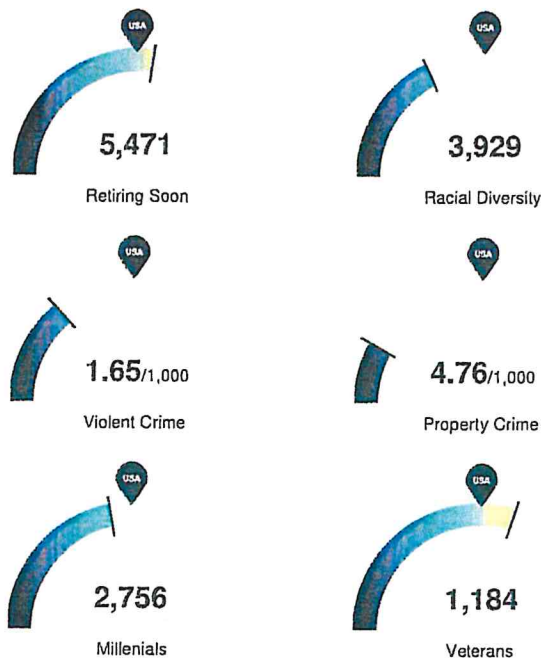 USA
USA
5,471
3,929
Retiring Soon
Racial Diversity
USA
USA
1.65/1,000
4.76/1,000
Violent Crime
Property Crime
USA
USA
2,756
1,184
Millenials
Veterans